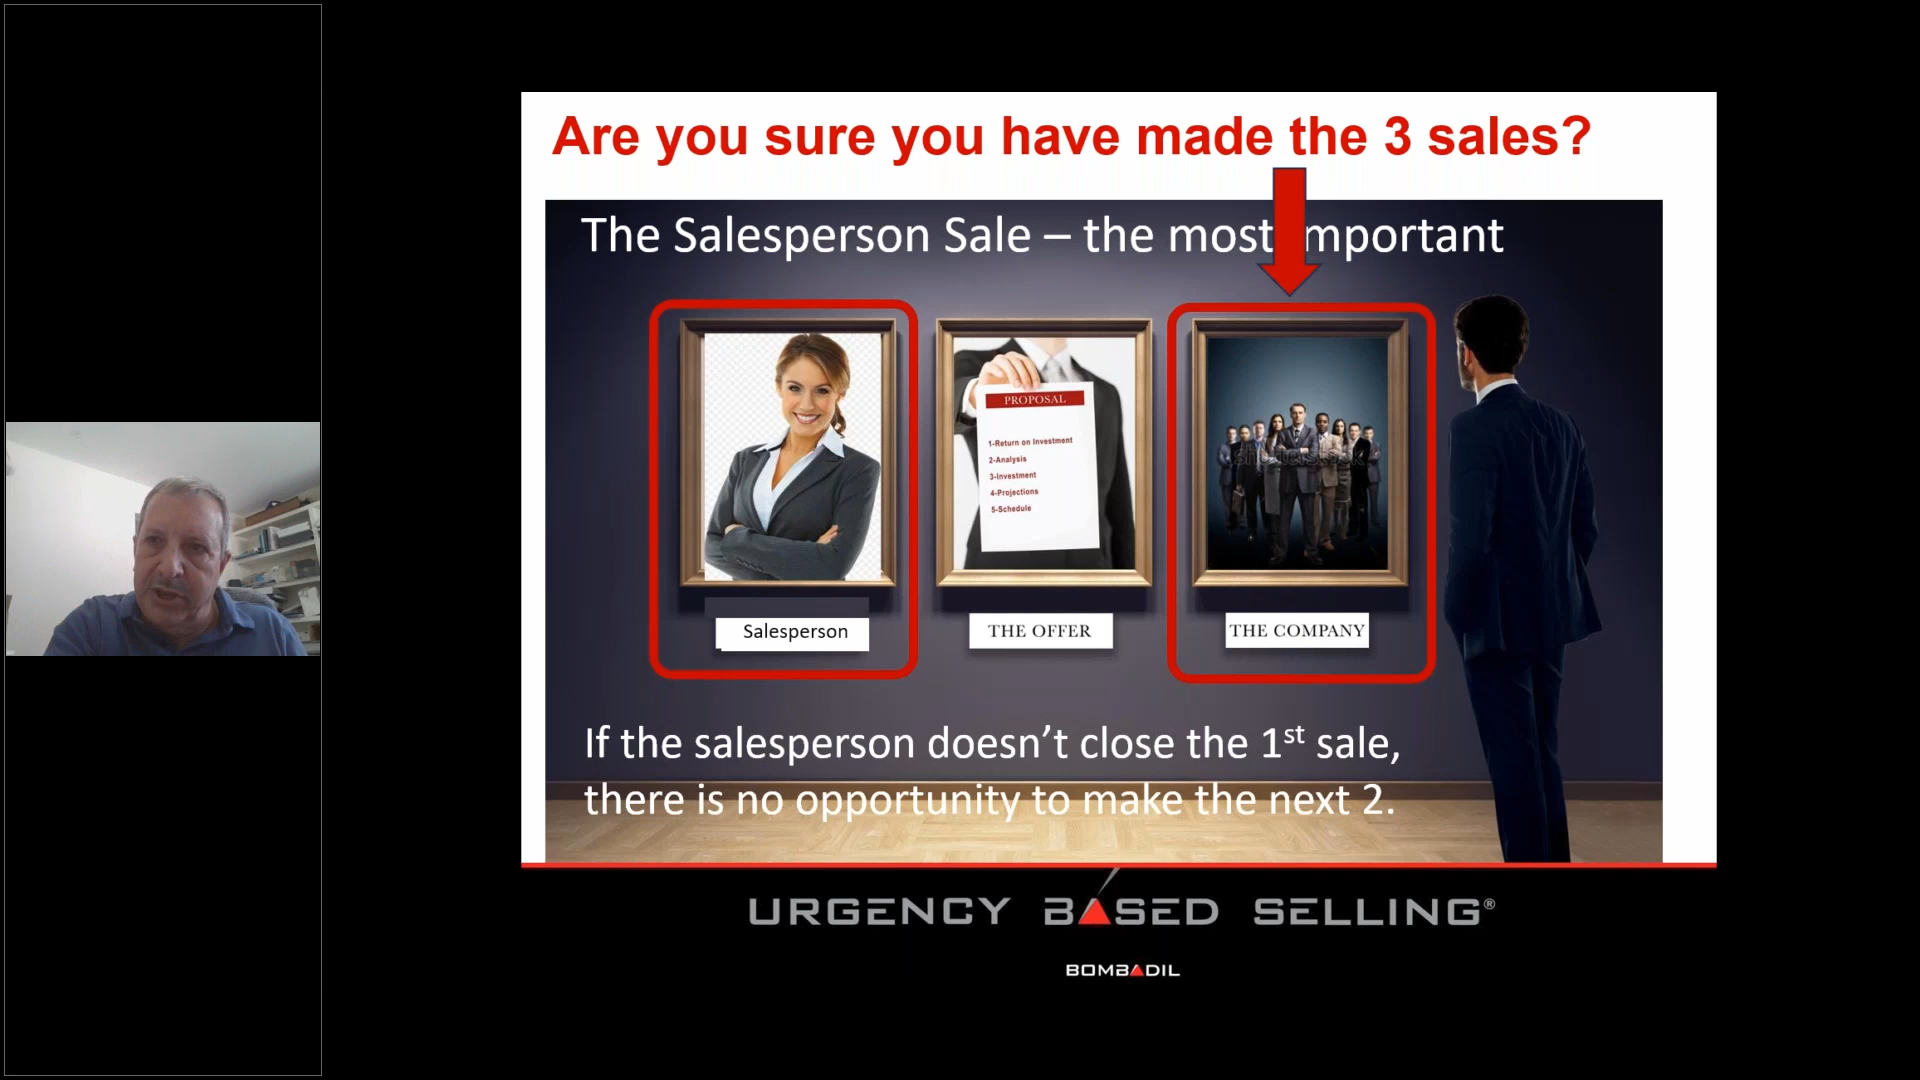 Are you sure you have made the 3 sales?
The Salesperson Sale – the most mportant
PROPOSAL
1-Return on Investment
2-Analysis
3-Investment
4-Projections
5-Schedule
shutterstock
Salesperson
THE OFFER
THE COMPANY
If the salesperson doesn’t close the 1st sale,
there is no opportunity to make the next 2.
URGENCY BASED SELLING®
BOMBADIL